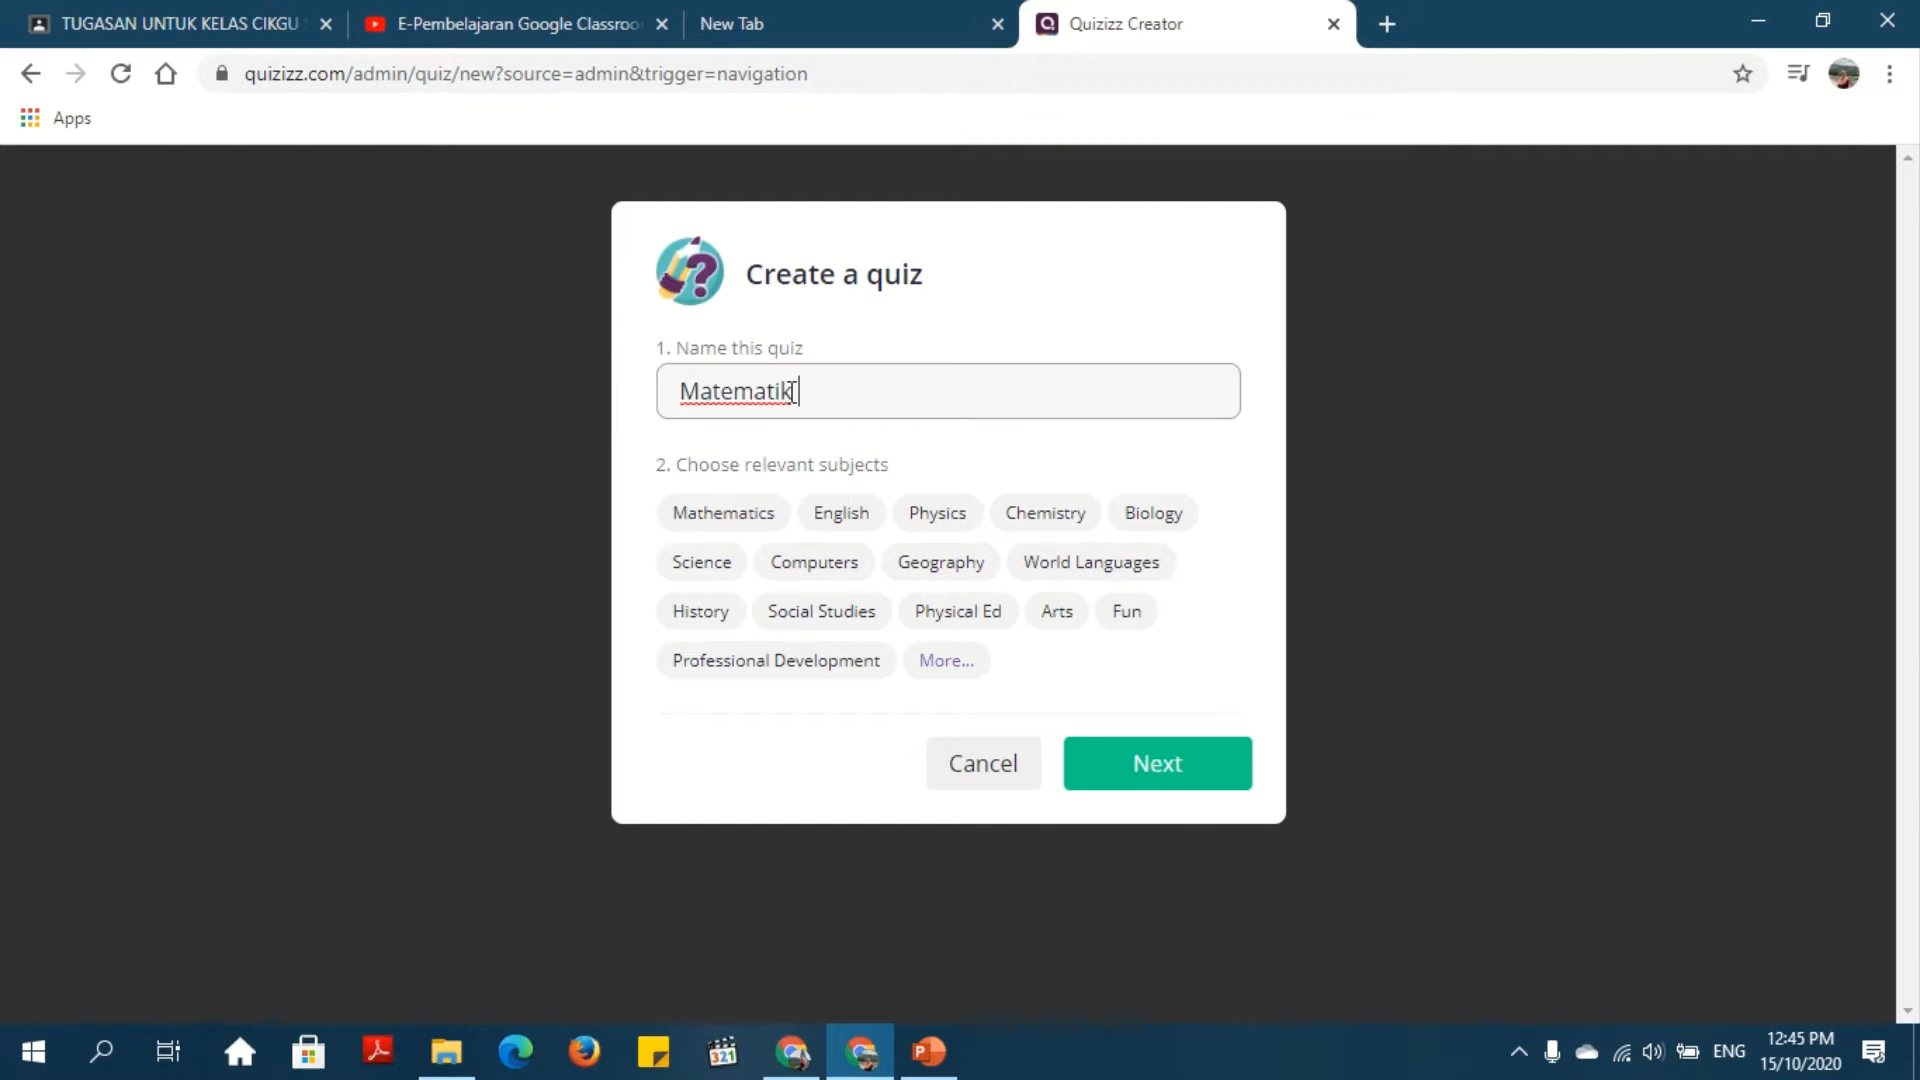 TUGASAN UNTUK KELAS CIKGU
E-Pembelajaran Google Classroo
New Tab
Quizizz Creator
quizizz.com/admin/quiz/new?source=admin&trigger=navigation
Apps
Create a quiz
1. Name this quiz
Matematik
2. Choose relevant subjects
Mathematics English Physics Chemistry Biology
Science Computers Geography World Languages
History Social Studies Physical Ed Arts Fun
Professional Development More...
Cancel Next
321
P
ENG
12:45 PM
15/10/2020